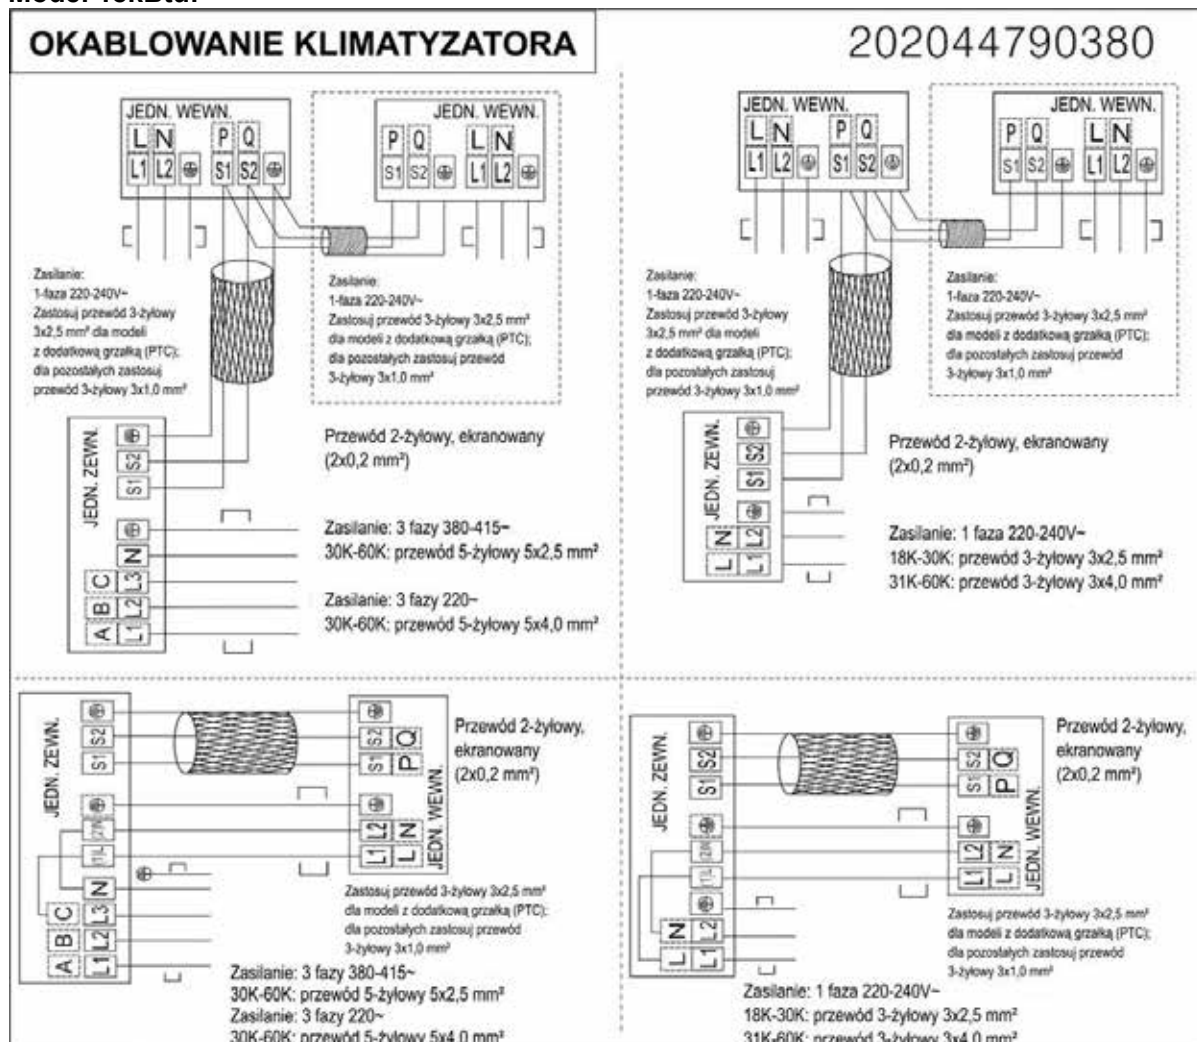 OKABLOWANIE KLIMATYZATORA
202044790380
JEDN. WEWN.
L N P Q
L1 L2 S1 S2
JEDN. WEWN.
P Q L N
S1 S2 L1 L2
Zasilanie:
1-faza 220-240V~
Zastosuj przewód 3-żyłowy
3x2,5 mm² dla modeli
z dodatkową grzałką (PTC);
dla pozostałych zastosuj
przewód 3-żyłowy 3x1,0 mm²
Zasilanie:
1-faza 220-240V~
Zastosuj przewód 3-żyłowy 3x2,5 mm²
dla modeli z dodatkową grzałką (PTC);
dla pozostałych zastosuj przewód
3-żyłowy 3x1,0 mm²
JEDN. ZEWN.
S2
S1
N
C L3
B L2
A L1
Przewód 2-żyłowy, ekranowany
(2x0,2 mm²)
Zasilanie: 3 fazy 380-415~
30K-60K: przewód 5-żyłowy 5x2,5 mm²
Zasilanie: 3 fazy 220~
30K-60K: przewód 5-żyłowy 5x4,0 mm²
JEDN. WEWN.
L N P Q
L1 L2 S1 S2
JEDN. WEWN.
P Q L N
S1 S2 L1 L2
Zasilanie:
1-faza 220-240V~
Zastosuj przewód 3-żyłowy
3x2,5 mm² dla modeli
z dodatkową grzałką (PTC);
dla pozostałych zastosuj
przewód 3-żyłowy 3x1,0 mm²
Zasilanie:
1-faza 220-240V~
Zastosuj przewód 3-żyłowy 3x2,5 mm²
dla modeli z dodatkową grzałką (PTC);
dla pozostałych zastosuj przewód
3-żyłowy 3x1,0 mm²
JEDN. ZEWN.
S2
S1
N L2
L L1
Przewód 2-żyłowy, ekranowany
(2x0,2 mm²)
Zasilanie: 1 faza 220-240V~
18K-30K: przewód 3-żyłowy 3x2,5 mm²
31K-60K: przewód 3-żyłowy 3x4,0 mm²
JEDN. ZEWN.
S2
S1
N
C L3
B L2
A L1
S2 Q
S1 P
L2 N
L1 L
JEDN. WEWN.
Przewód 2-żyłowy,
ekranowany
(2x0,2 mm²)
Zastosuj przewód 3-żyłowy 3x2,5 mm²
dla modeli z dodatkową grzałką (PTC);
dla pozostałych zastosuj przewód
3-żyłowy 3x1,0 mm²
Zasilanie: 3 fazy 380-415~
30K-60K: przewód 5-żyłowy 5x2,5 mm²
Zasilanie: 3 fazy 220~
30K-60K: przewód 5-żyłowy 5x4,0 mm²
JEDN. ZEWN.
S2
S1
N L2
L L1
S2 Q
S1 P
L2 N
L1 L
JEDN. WEWN.
Przewód 2-żyłowy,
ekranowany
(2x0,2 mm²)
Zastosuj przewód 3-żyłowy 3x2,5 mm²
dla modeli z dodatkową grzałką (PTC);
dla pozostałych zastosuj przewód
3-żyłowy 3x1,0 mm²
Zasilanie: 1 faza 220-240V~
18K-30K: przewód 3-żyłowy 3x2,5 mm²
31K-60K: przewód 3-żyłowy 3x4,0 mm²